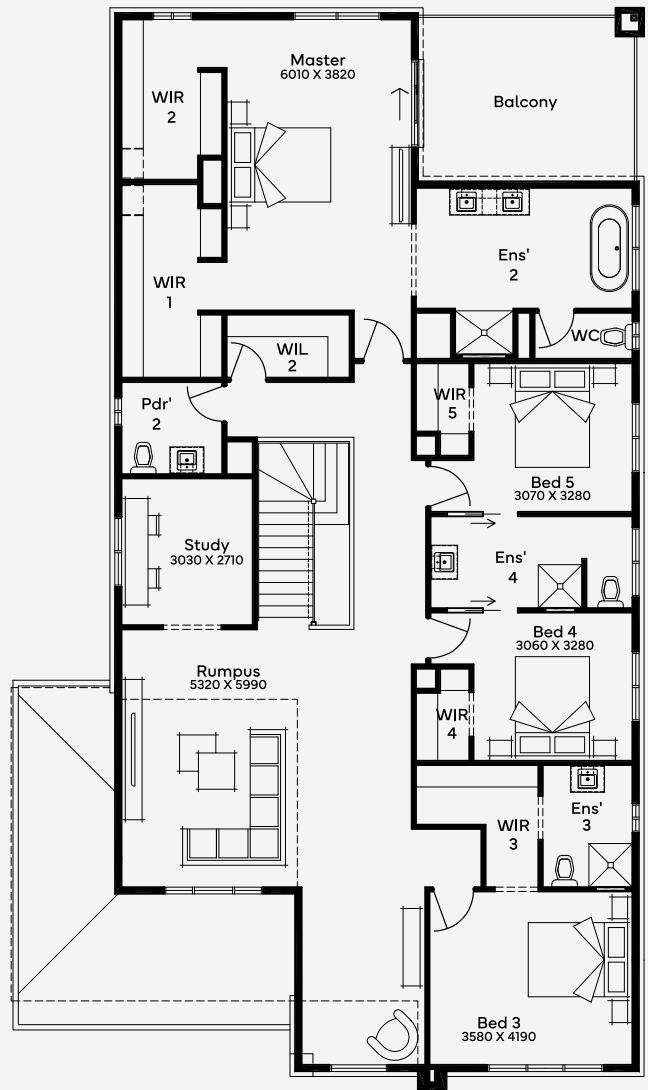 Master
6010 X 3820
WIR
2
Balcony
WIR
1
Ens'
2
WC
WIL
2
WIR
5
Pdr'
2
Bed 5
3070 X 3280
Study
3030 X 2710
Ens'
4
Bed 4
3060 X 3280
Rumpus
5320 X 5990
WIR
4
WIR
3
Ens'
3
Bed 3
3580 X 4190